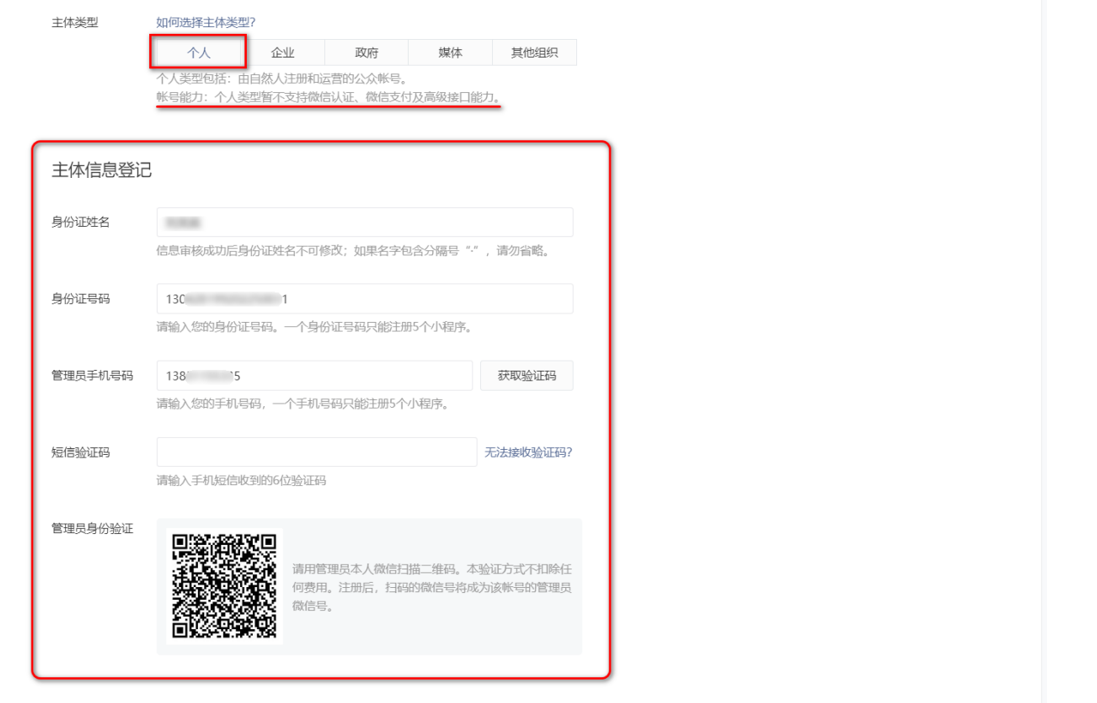 主体类型 如何选择主体类型?
个人 企业 政府 媒体 其他组织
个人类型包括：由自然人注册和运营的公众帐号。
帐号能力：个人类型暂不支持微信认证、微信支付及高级接口能力。
主体信息登记
身份证姓名
信息审核成功后身份证姓名不可修改；如果名字包含分隔号“·”，请勿省略。
身份证号码 130 1
请输入您的身份证号码。一个身份证号码只能注册5个小程序。
管理员手机号码 138 5 获取验证码
请输入您的手机号码，一个手机号码只能注册5个小程序。
短信验证码 无法接收验证码?
请输入手机短信收到的6位验证码
管理员身份验证
请用管理员本人微信扫描二维码。本验证方式不扣除任
何费用。注册后，扫码的微信号将成为该帐号的管理员
微信号。